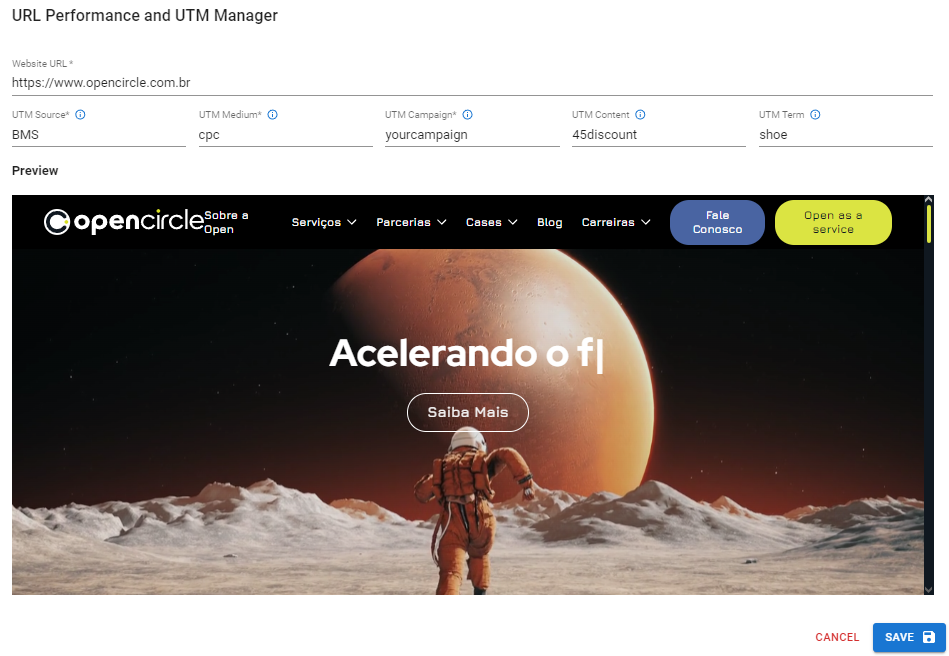 URL Performance and UTM Manager
Website URL *
https://www.opencircle.com.br
UTM Source* UTM Medium* UTM Campaign* UTM Content UTM Term
BMS cpc yourcampaign 45discount shoe
Preview
opencircle
Sobre a
Open
Serviços Parcerias Cases Blog Carreiras
Fale
Conosco
Open as a
service
Acelerando o f|
Saiba Mais
CANCEL SAVE